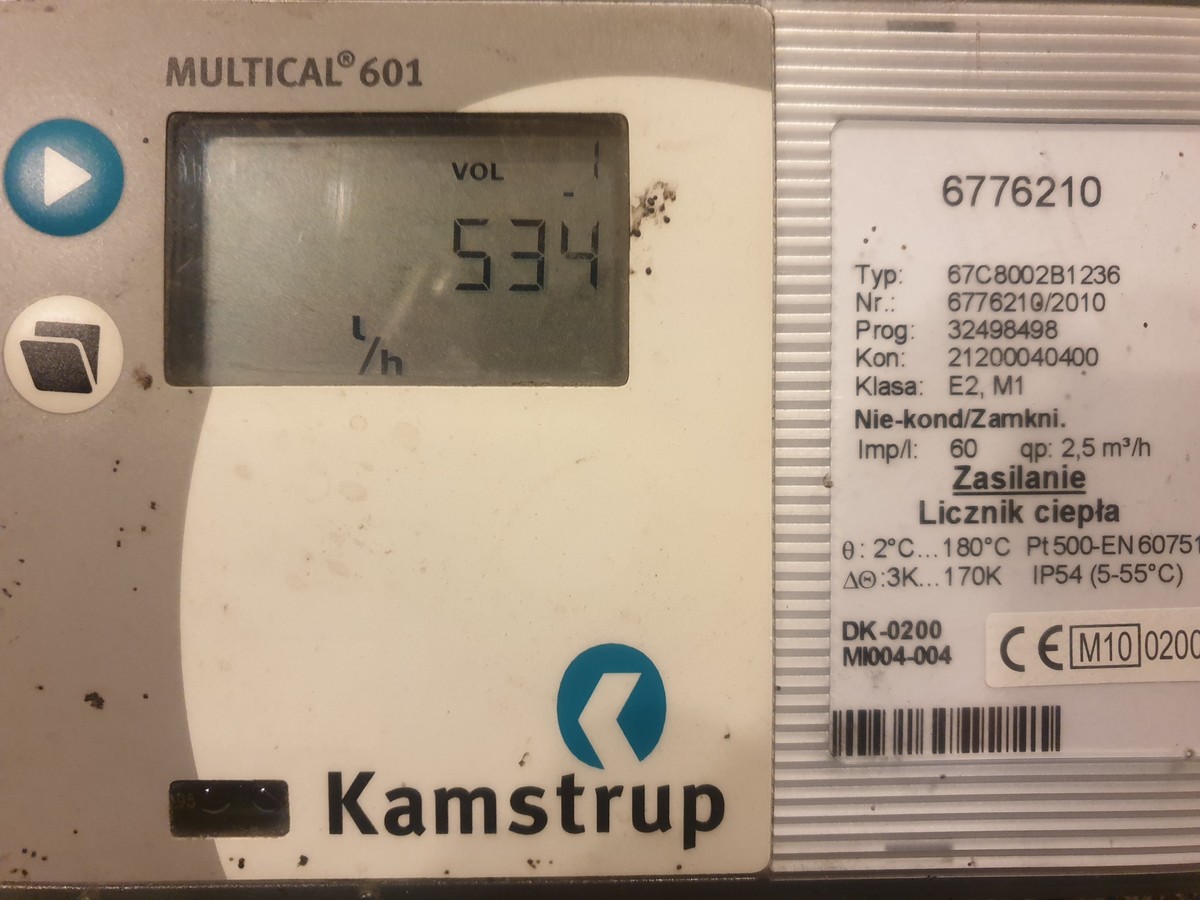 MULTICAL® 601
VOL 1
534
l/h
Kamstrup
6776210
Typ: 67C8002B1236
Nr.: 6776210/2010
Prog: 32498498
Kon: 21200040400
Klasa: E2, M1
Nie-kond/Zamkni.
Imp/l: 60 qp: 2,5 m³/h
Zasilanie
Licznik ciepła
θ: 2°C...180°C Pt 500-EN 60751
ΔΘ:3K...170K IP54 (5-55°C)
DK-0200
MI004-004
CE M10 0200